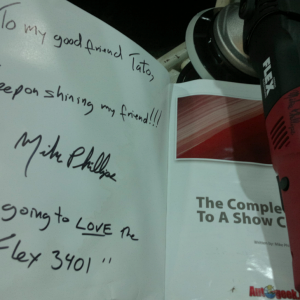 To my good friend Tato,
keep on shining my friend!!!
Mike Phillips
going to LOVE the
Flex 3401"
FLEX
The Comple
To A Show C